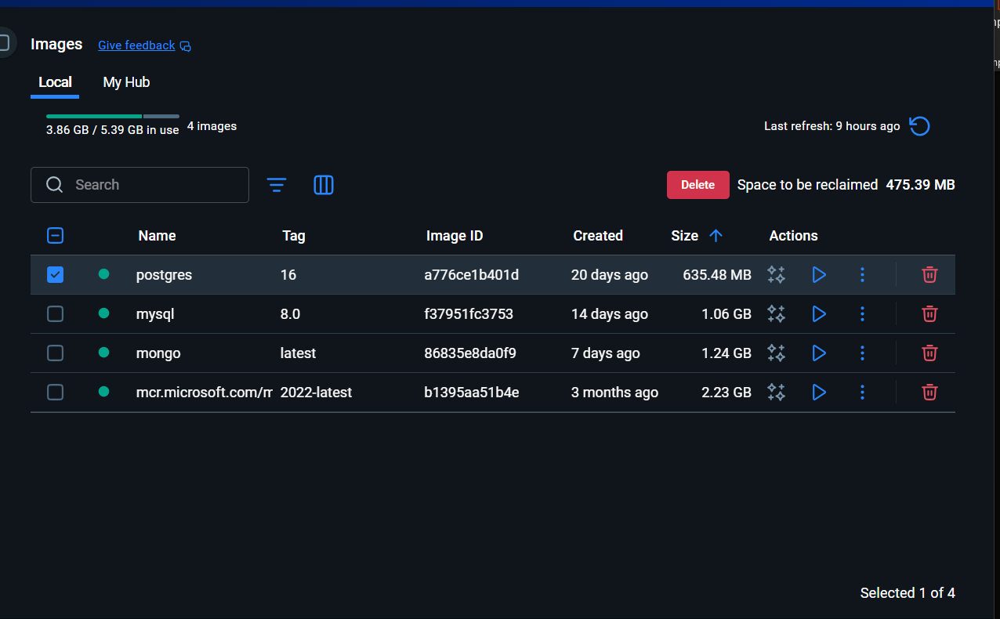 Images Give feedback
Local My Hub
3.86 GB / 5.39 GB in use 4 images
Last refresh: 9 hours ago
Search
Delete Space to be reclaimed 475.39 MB
Name Tag Image ID Created Size Actions
postgres 16 a776ce1b401d 20 days ago 635.48 MB
mysql 8.0 f37951fc3753 14 days ago 1.06 GB
mongo latest 86835e8da0f9 7 days ago 1.24 GB
mcr.microsoft.com/m 2022-latest b1395aa51b4e 3 months ago 2.23 GB
Selected 1 of 4